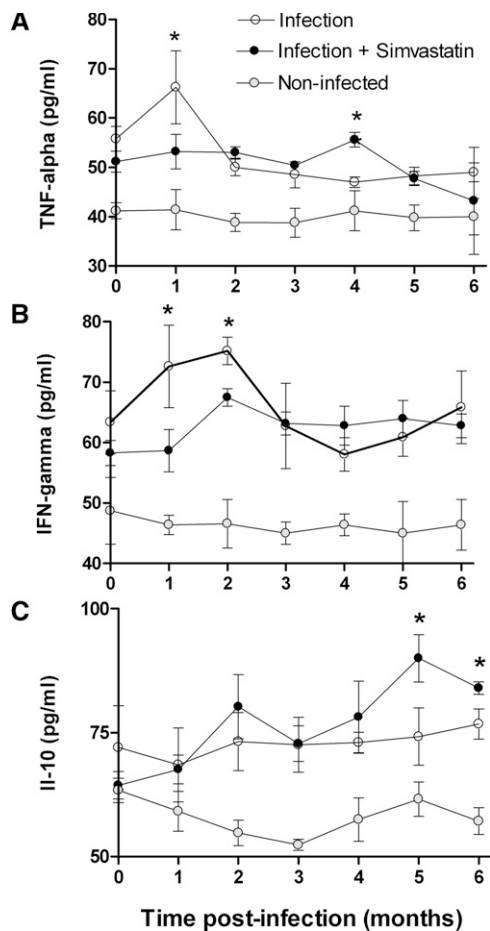 A
Infection
Infection + Simvastatin
Non-infected
TNF-alpha (pg/ml)
80
70
60
50
40
30
*
*
0 1 2 3 4 5 6
B
IFN-gamma (pg/ml)
80
70
60
50
40
*
*
0 1 2 3 4 5 6
C
Il-10 (pg/ml)
100
75
50
*
*
0 1 2 3 4 5 6
Time post-infection (months)